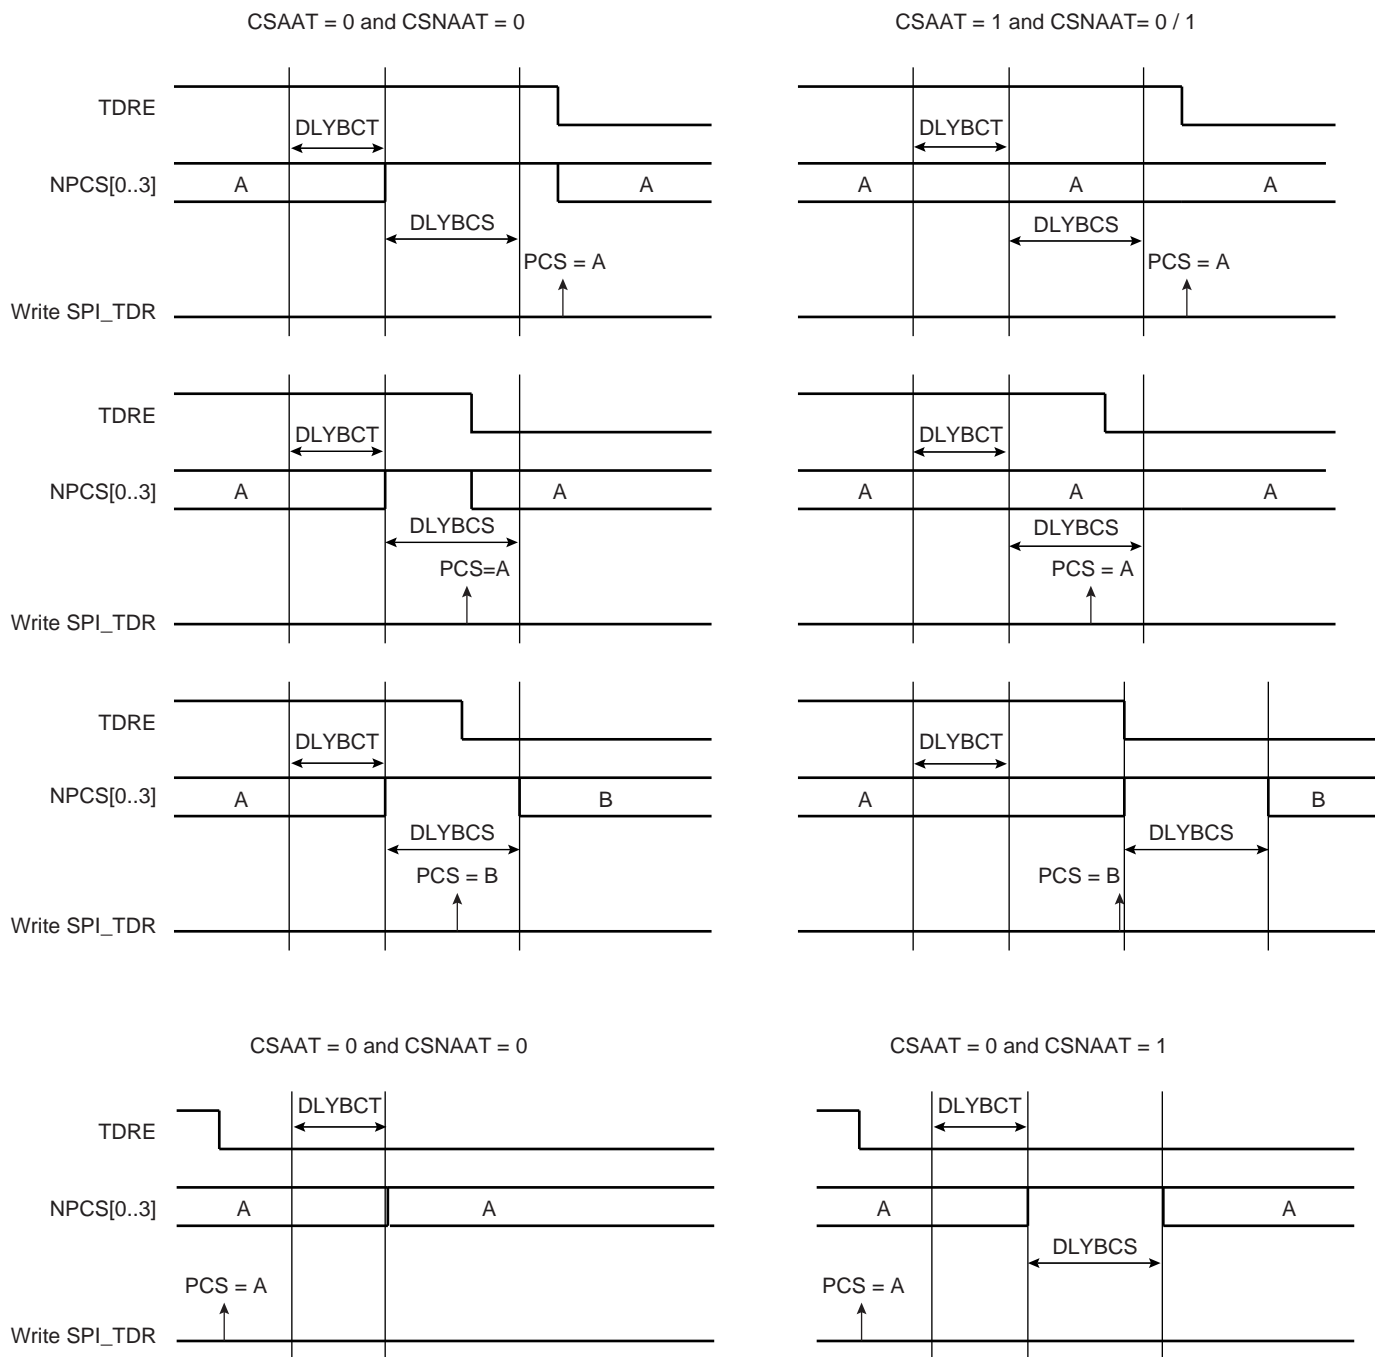 CSAAT = 0 and CSNAAT = 0
CSAAT = 1 and CSNAAT= 0 / 1
TDRE
DLYBCT
DLYBCT
NPCS[0..3]
A
A
A
A
A
DLYBCS
DLYBCS
PCS = A
PCS = A
Write SPI_TDR
TDRE
DLYBCT
DLYBCT
NPCS[0..3]
A
A
A
A
A
DLYBCS
DLYBCS
PCS=A
PCS = A
Write SPI_TDR
TDRE
DLYBCT
DLYBCT
NPCS[0..3]
A
B
A
B
DLYBCS
DLYBCS
PCS = B
PCS = B
Write SPI_TDR
CSAAT = 0 and CSNAAT = 0
CSAAT = 0 and CSNAAT = 1
DLYBCT
DLYBCT
TDRE
NPCS[0..3]
A
A
A
A
DLYBCS
PCS = A
PCS = A
Write SPI_TDR